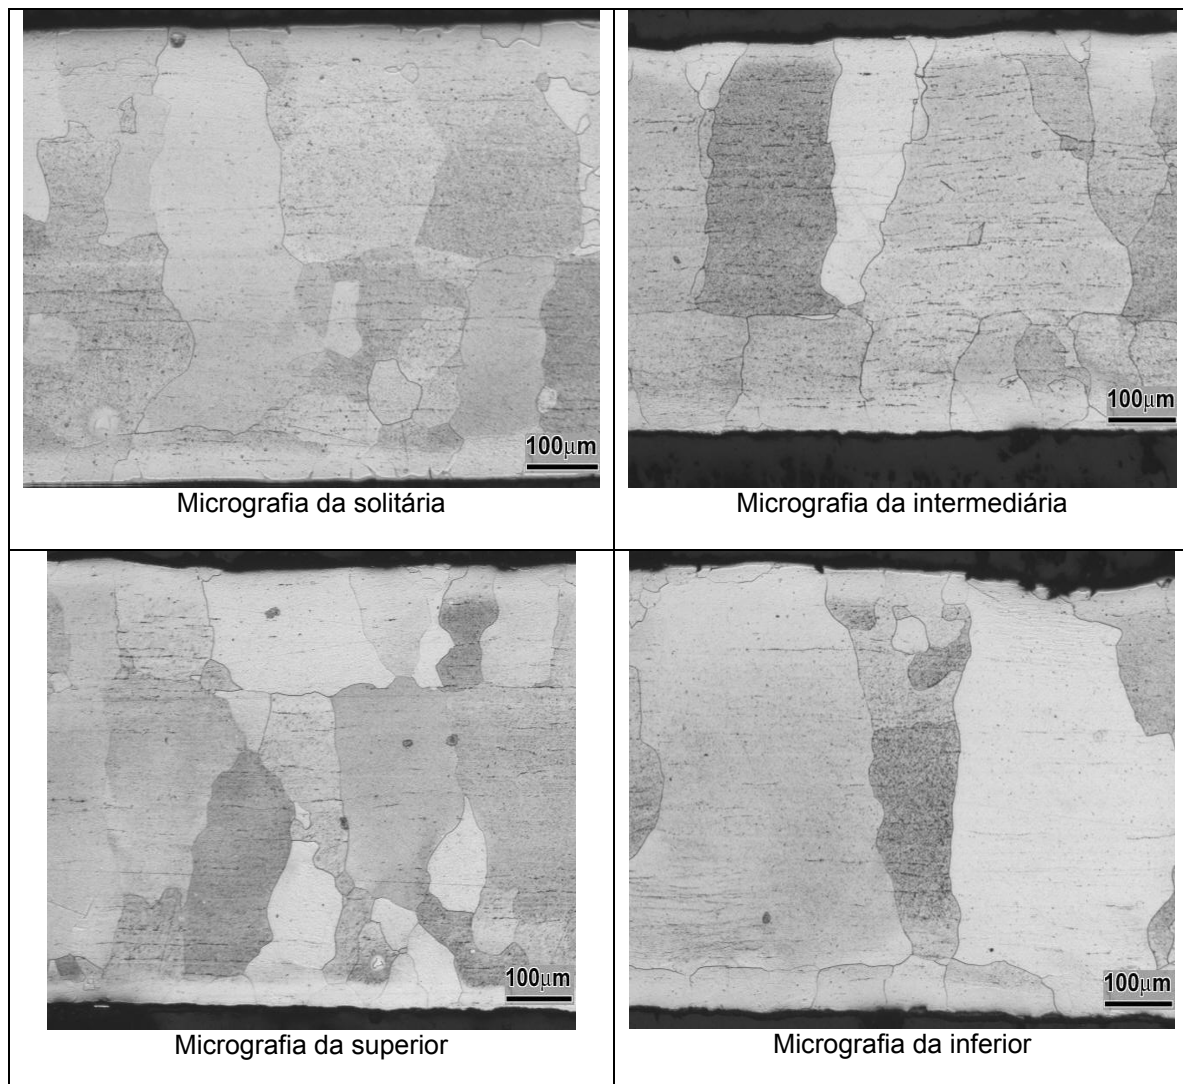 100µm
100µm
Micrografia da solitária
Micrografia da intermediária
100µm
100µm
Micrografia da superior
Micrografia da inferior